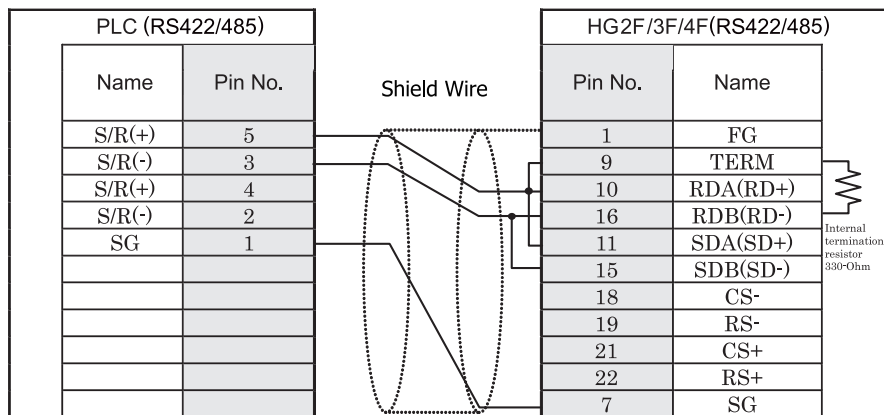 PLC (RS422/485)
HG2F/3F/4F(RS422/485)
Name Pin No.
Shield Wire
Pin No. Name
S/R(+) 5
1 FG
S/R(-) 3
9 TERM
S/R(+) 4
10 RDA(RD+)
S/R(-) 2
16 RDB(RD-)
SG 1
11 SDA(SD+)
15 SDB(SD-)
18 CS-
19 RS-
21 CS+
22 RS+
7 SG
Internal
termination
resistor
330-Ohm